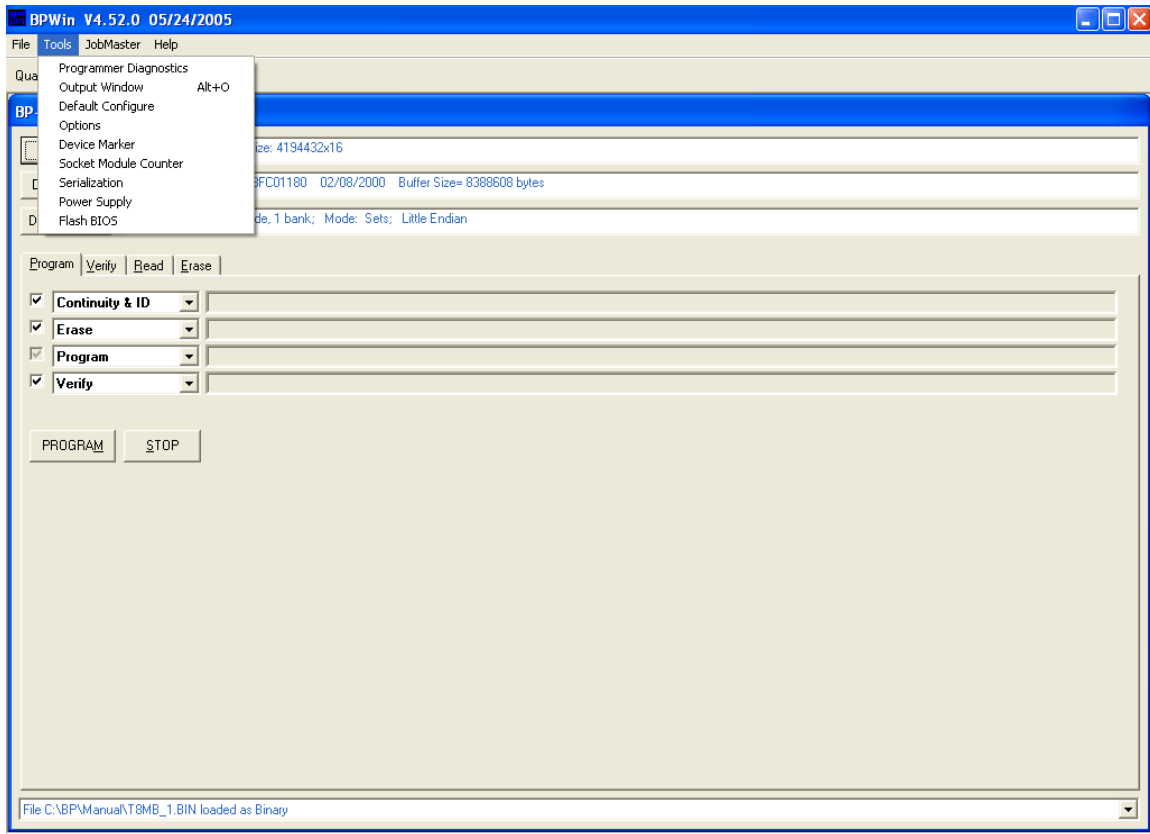 BPWin V4.52.0 05/24/2005
File Tools JobMaster Help
Programmer Diagnostics
Output Window Alt+O
Default Configure
Options
Device Marker
Socket Module Counter
Serialization
Power Supply
Flash BIOS
Qua
BP-
ize: 4194432x16
D
3FC01180 02/08/2000 Buffer Size= 8388608 bytes
D
de, 1 bank; Mode: Sets; Little Endian
Program Verify Read Erase
Continuity & ID
Erase
Program
Verify
PROGRAM STOP
File C:\BP\Manual\T8MB_1.BIN loaded as Binary